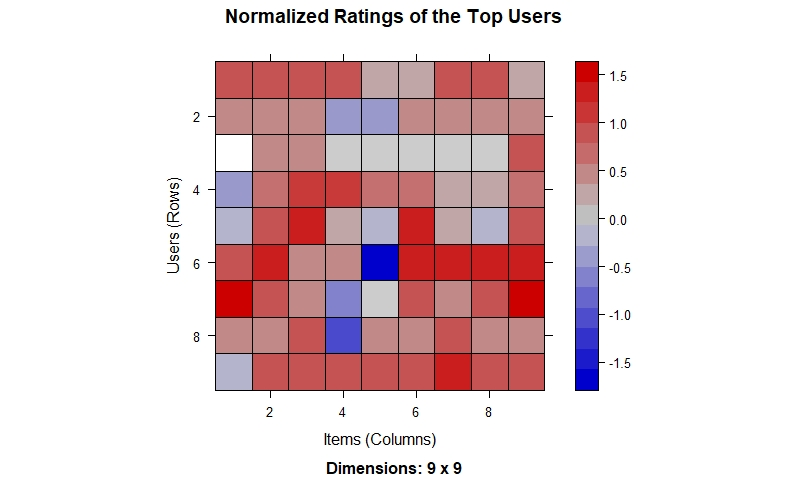 Normalized Ratings of the Top Users
Users (Rows)
2
4
6
8
2 4 6 8
Items (Columns)
Dimensions: 9 x 9
1.5
1.0
0.5
0.0
-0.5
-1.0
-1.5